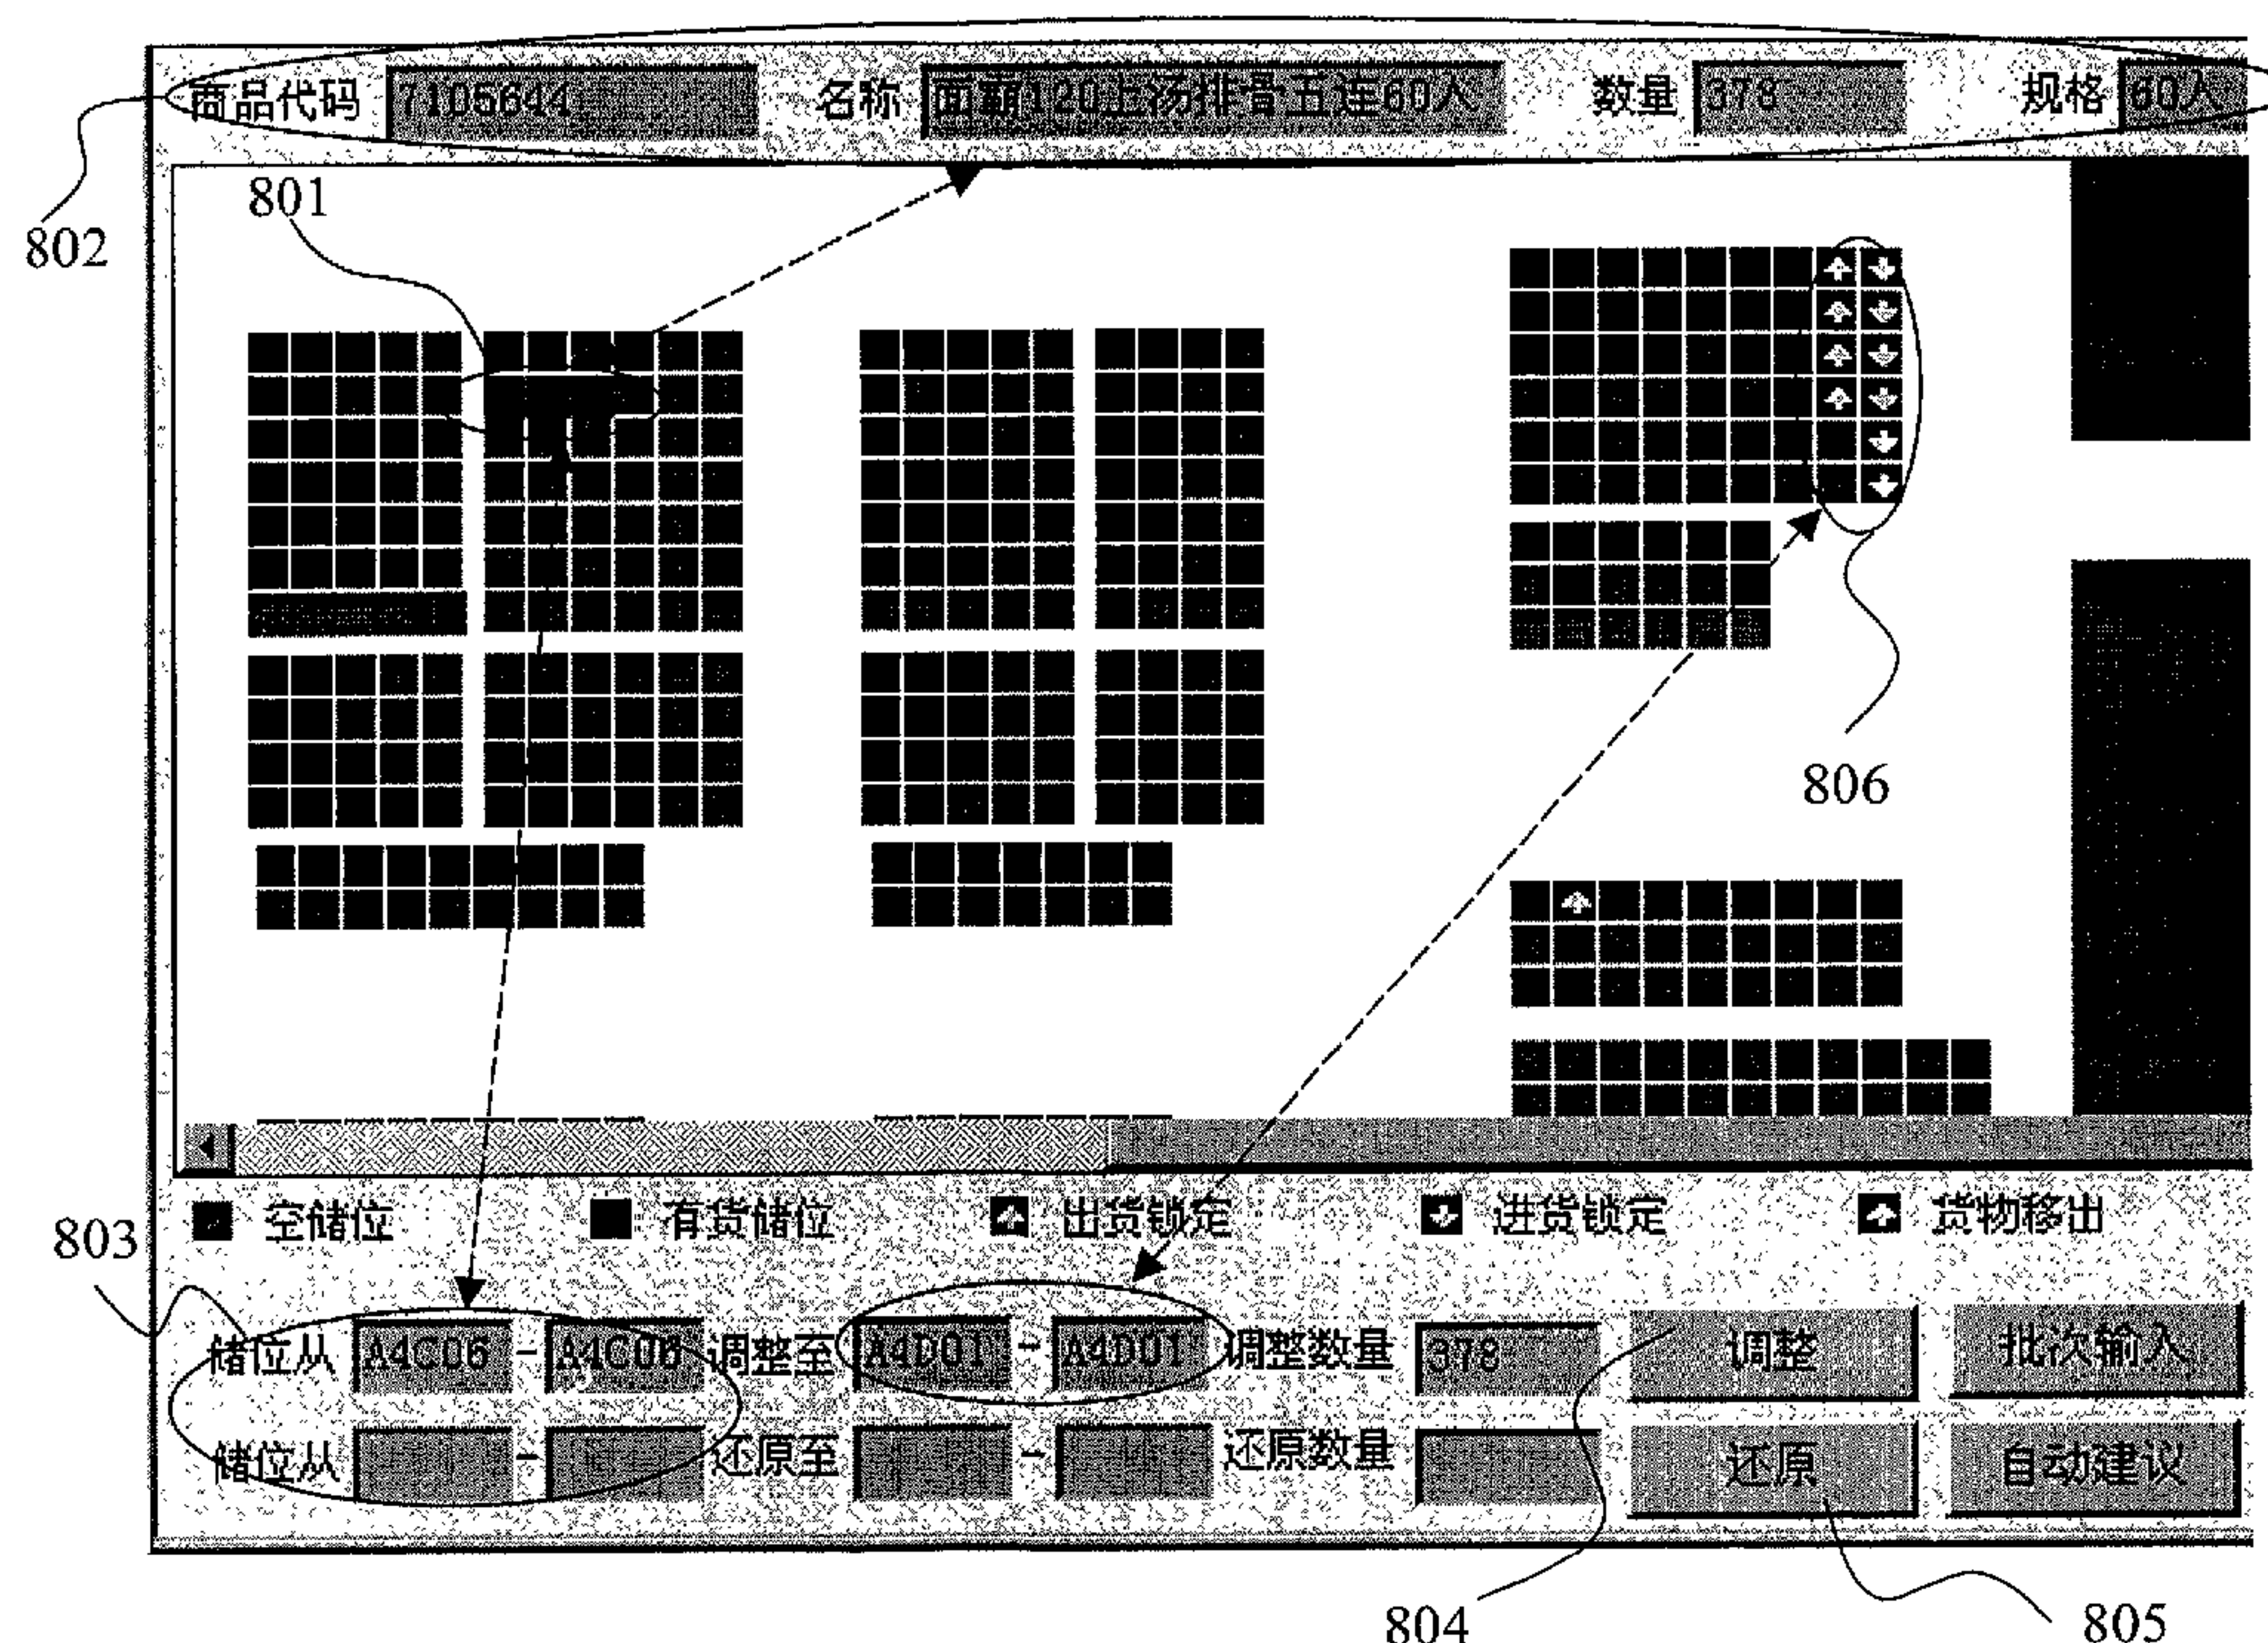 商品代码 7105644 名称 面霸120上汤排骨五连60入 数量 378 规格 60入
801
802
806
空储位 有货储位 出货锁定 进货锁定 货物移出
803
储位从 A4C06 - A4C06 调整至 A4D01 - A4D01 调整数量 378 调整 批次输入
储位从 - 还原至 - 还原数量 还原 自动建议
804
805